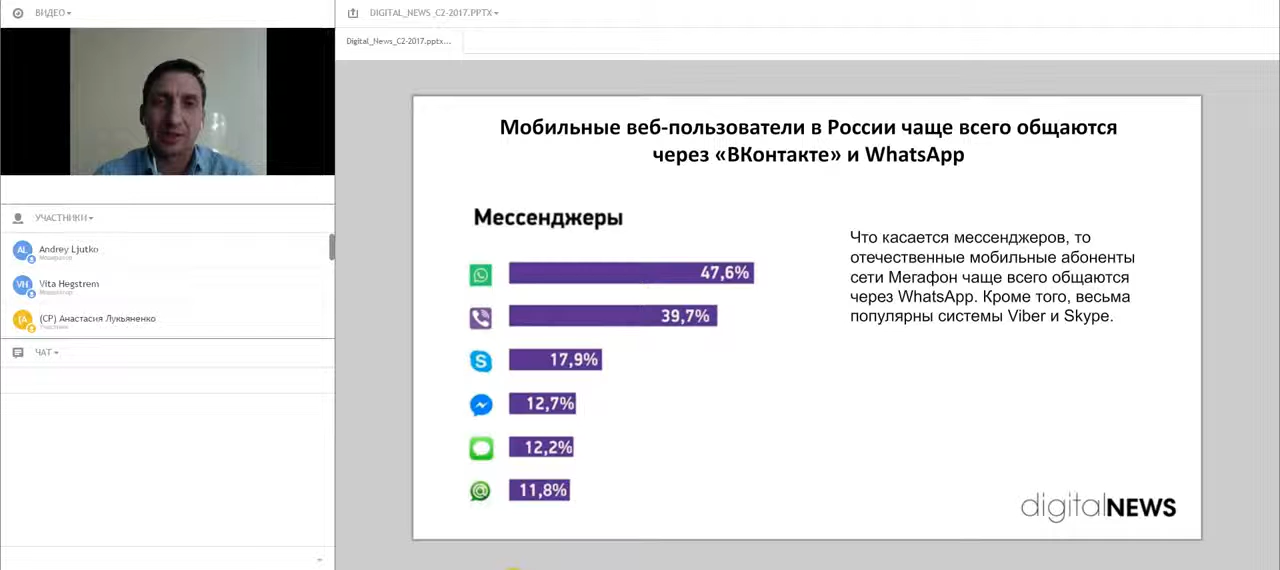 ВИДЕО
DIGITAL_NEWS_C2-2017.PPTX
Digital_News_C2-2017.pptx...
Мобильные веб-пользователи в России чаще всего общаются
через «ВКонтакте» и WhatsApp
УЧАСТНИКИ
AL
Andrey Ljutko
VH
Vita Hegstrem
(А
(CP) Анастасия Лукьяненко
ЧАТ
Мессенджеры
47,6%
39,7%
17,9%
12,7%
12,2%
11,8%
Что касается мессенджеров, то
отечественные мобильные абоненты
сети Мегафон чаще всего общаются
через WhatsApp. Кроме того, весьма
популярны системы Viber и Skype.
digitalNEWS